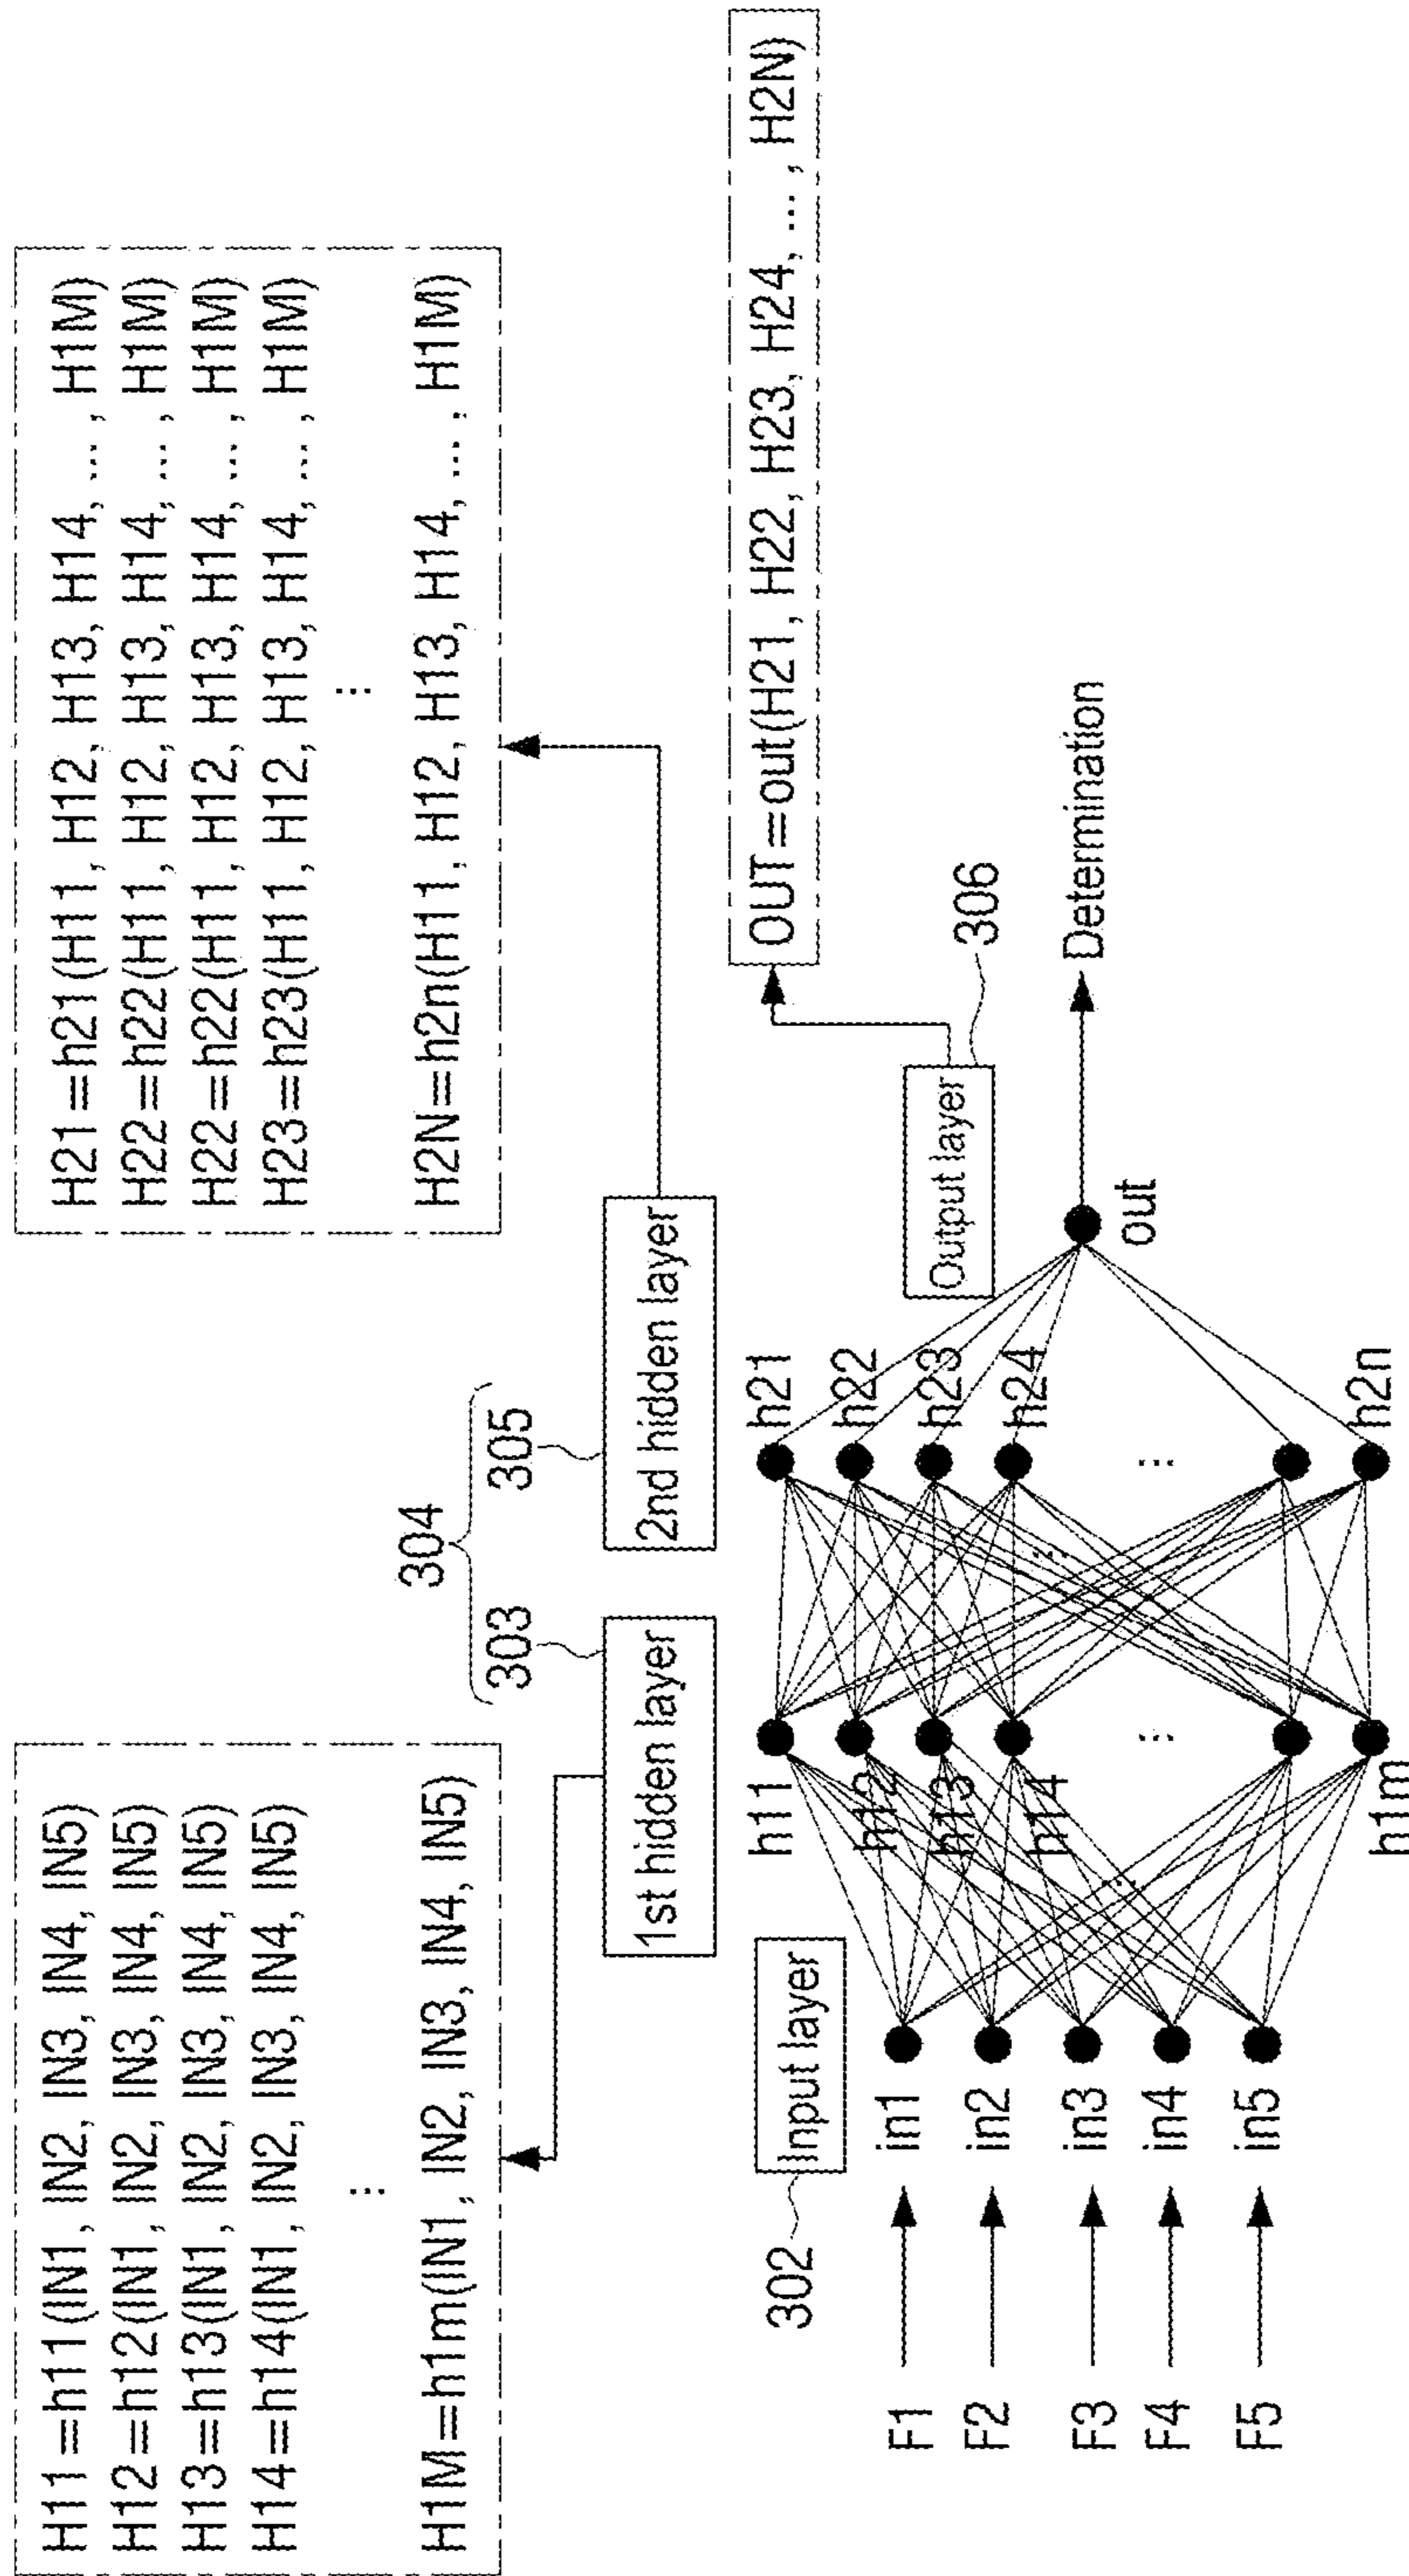 H11=h11(IN1, IN2, IN3, IN4, IN5)
H12=h12(IN1, IN2, IN3, IN4, IN5)
H13=h13(IN1, IN2, IN3, IN4, IN5)
H14=h14(IN1, IN2, IN3, IN4, IN5)
...
H1M=h1m(IN1, IN2, IN3, IN4, IN5)
H21=h21(H11, H12, H13, H14, ... , H1M)
H22=h22(H11, H12, H13, H14, ... , H1M)
H22=h22(H11, H12, H13, H14, ... , H1M)
H23=h23(H11, H12, H13, H14, ... , H1M)
...
H2N=h2n(H11, H12, H13, H14, ... , H1M)
304
303
305
1st hidden layer
2nd hidden layer
OUT=out(H21, H22, H23, H24, ... , H2N)
302
Input layer
Output layer
306
F1
F2
F3
F4
F5
in1
in2
in3
in4
in5
...
h11
h12
h13
h14
...
h1m
...
h21
h22
h23
h24
...
h2n
out
Determination